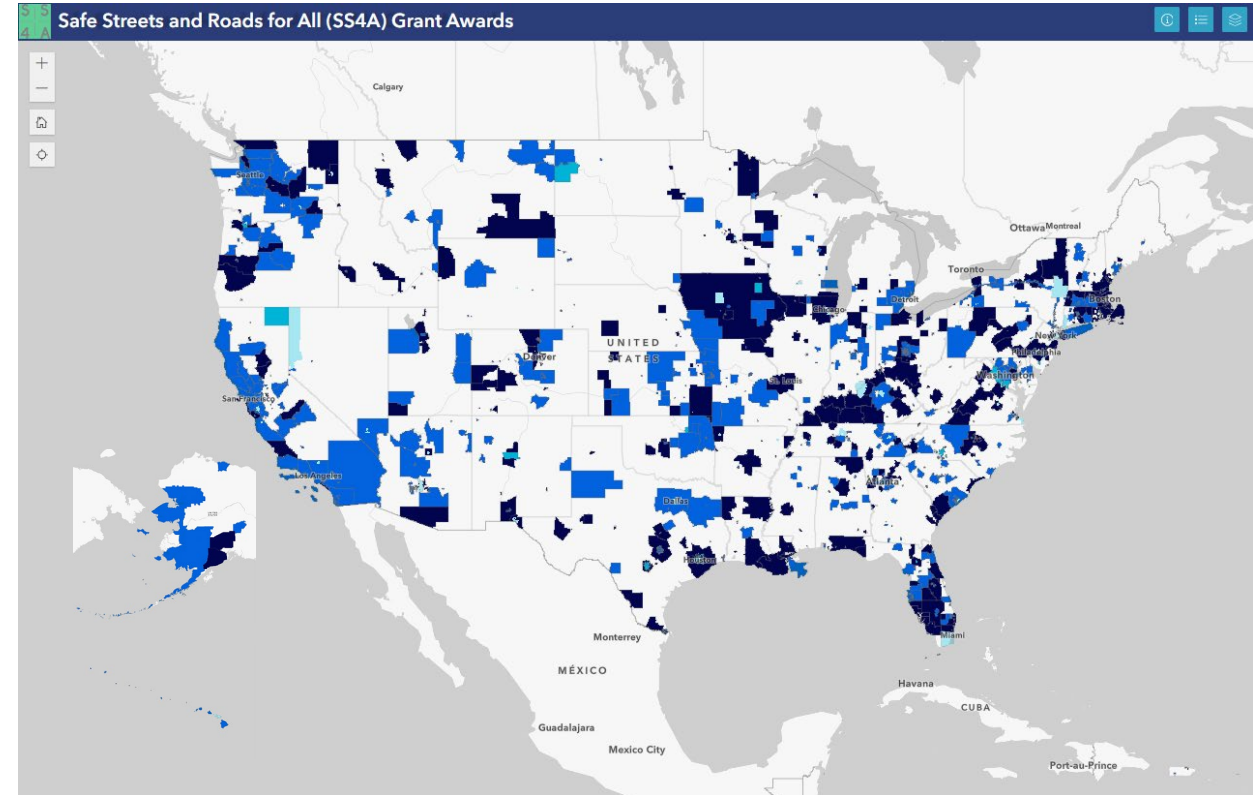 S S
4 A
Safe Streets and Roads for All (SS4A) Grant Awards
Calgary
Seattle
Ottawa
Montreal
Toronto
Detroit
Boston
Chicago
New York
UNITED
STATES
Denver
Philadelphia
Washington
St. Louis
San Francisco
Los Angeles
Atlanta
Dallas
Houston
Monterrey
Miami
MÉXICO
Havana
CUBA
Guadalajara
Mexico City
Port-au-Prince